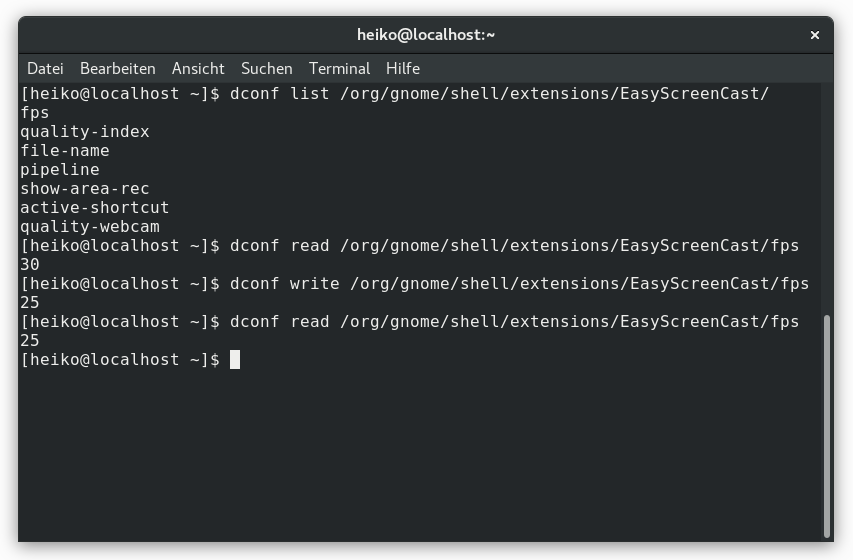 heiko@localhost:~ ×
Datei Bearbeiten Ansicht Suchen Terminal Hilfe
[heiko@localhost ~]$ dconf list /org/gnome/shell/extensions/EasyScreenCast/
fps
quality-index
file-name
pipeline
show-area-rec
active-shortcut
quality-webcam
[heiko@localhost ~]$ dconf read /org/gnome/shell/extensions/EasyScreenCast/fps
30
[heiko@localhost ~]$ dconf write /org/gnome/shell/extensions/EasyScreenCast/fps
25
[heiko@localhost ~]$ dconf read /org/gnome/shell/extensions/EasyScreenCast/fps
25
[heiko@localhost ~]$